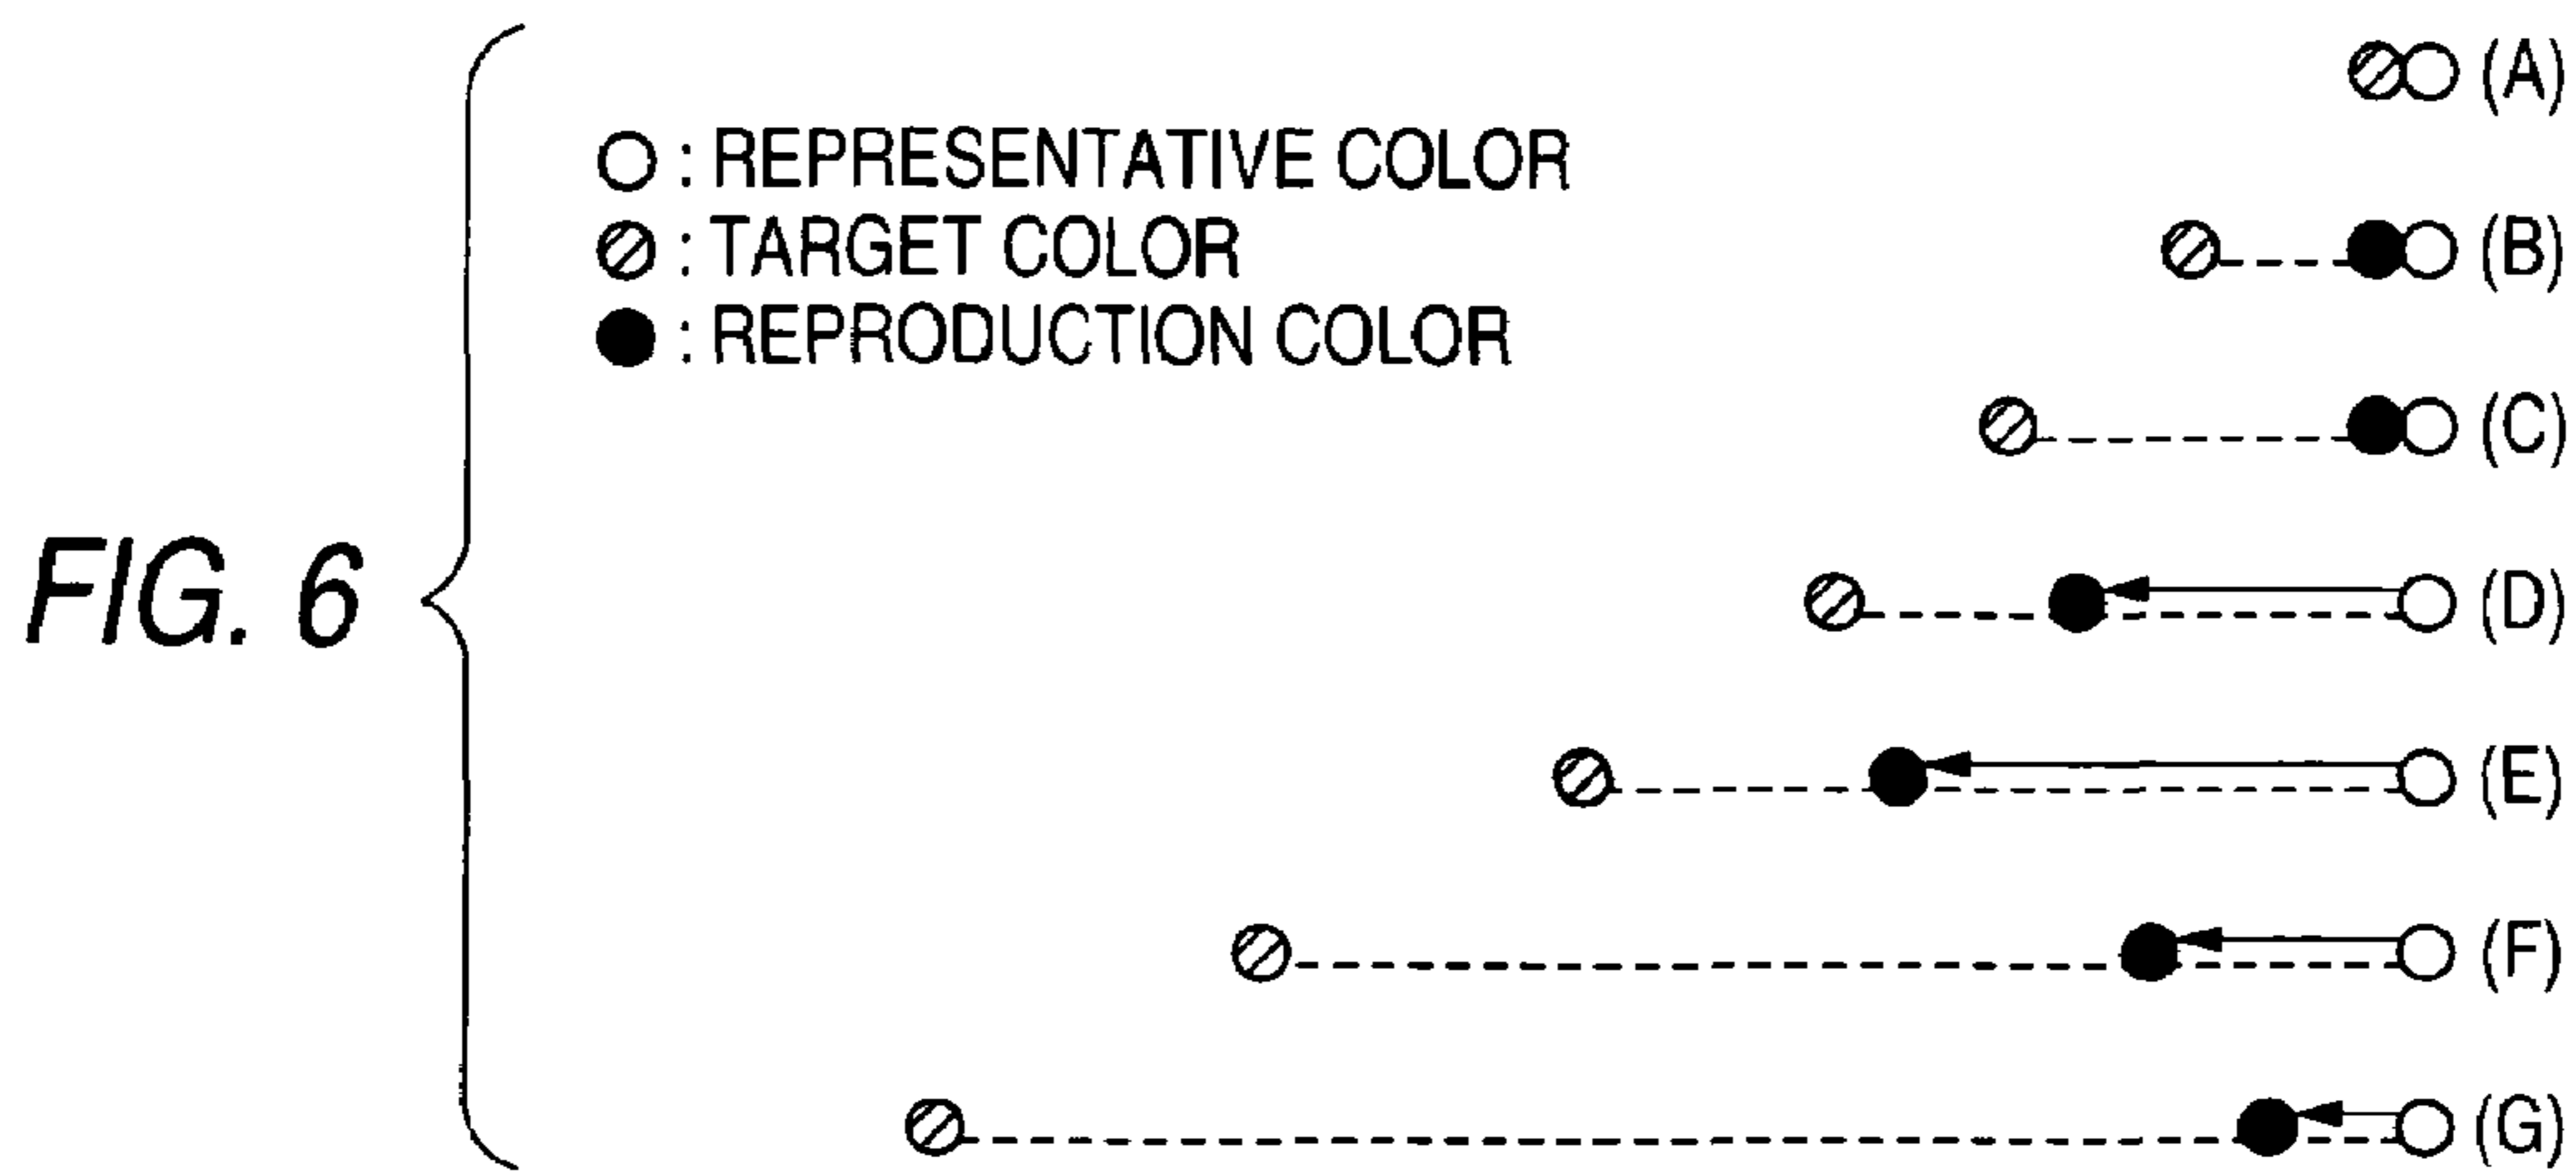 FIG. 6
○ : REPRESENTATIVE COLOR
: TARGET COLOR
● : REPRODUCTION COLOR
(A)
(B)
(C)
(D)
(E)
(F)
(G)